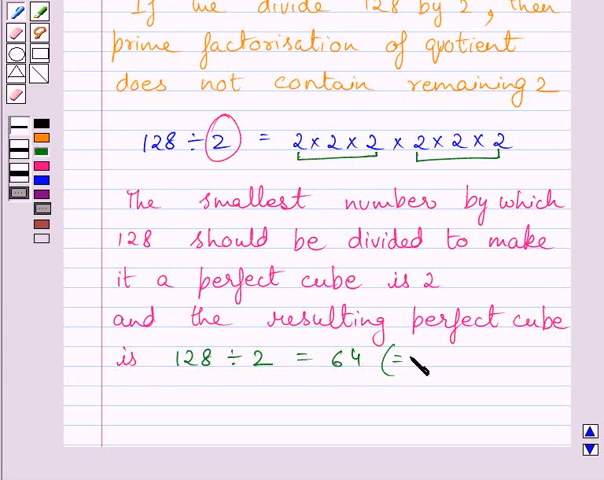 If we divide 128 by 2, then
prime factorisation of quotient
does not contain remaining 2
128 ÷ 2 = 2 × 2 × 2 × 2 × 2 × 2
The smallest number by which
128 should be divided to make
it a perfect cube is 2
and the resulting perfect cube
is 128 ÷ 2 = 64 (=